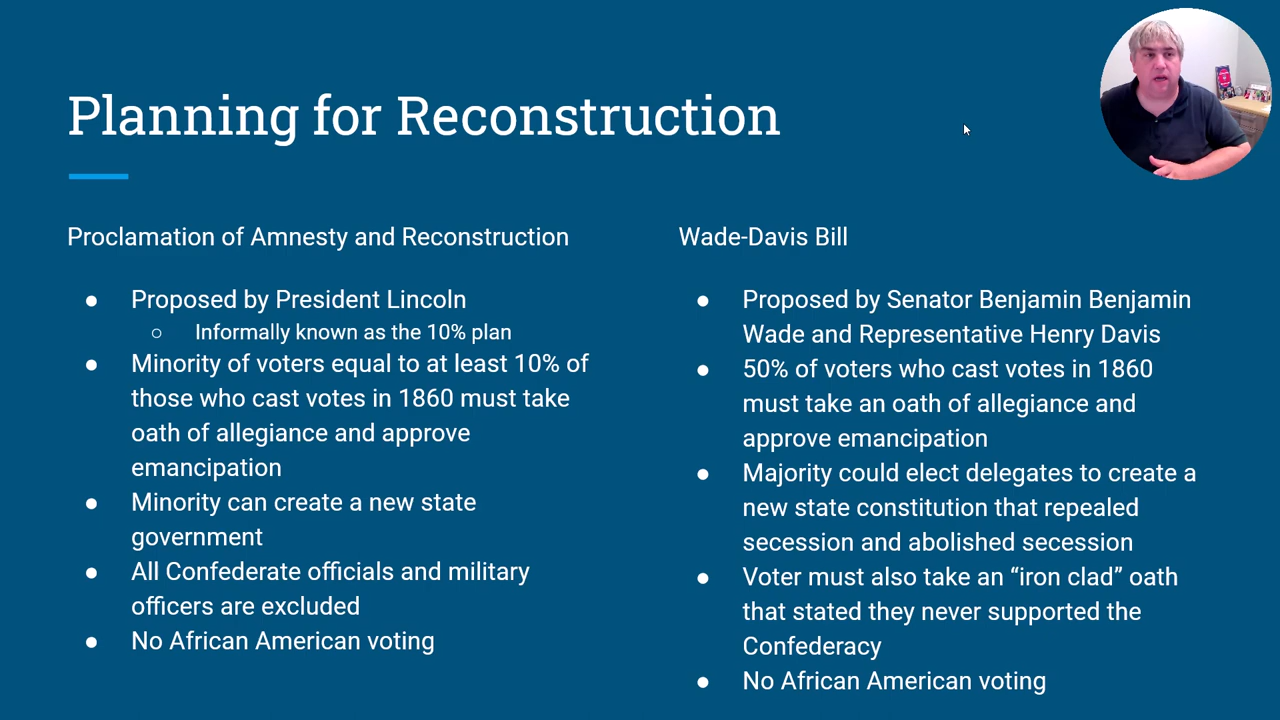 Planning for Reconstruction
Proclamation of Amnesty and Reconstruction
● Proposed by President Lincoln
○ Informally known as the 10% plan
● Minority of voters equal to at least 10% of
those who cast votes in 1860 must take
oath of allegiance and approve
emancipation
● Minority can create a new state
government
● All Confederate officials and military
officers are excluded
● No African American voting
Wade-Davis Bill
● Proposed by Senator Benjamin Benjamin
Wade and Representative Henry Davis
● 50% of voters who cast votes in 1860
must take an oath of allegiance and
approve emancipation
● Majority could elect delegates to create a
new state constitution that repealed
secession and abolished secession
● Voter must also take an “iron clad” oath
that stated they never supported the
Confederacy
● No African American voting